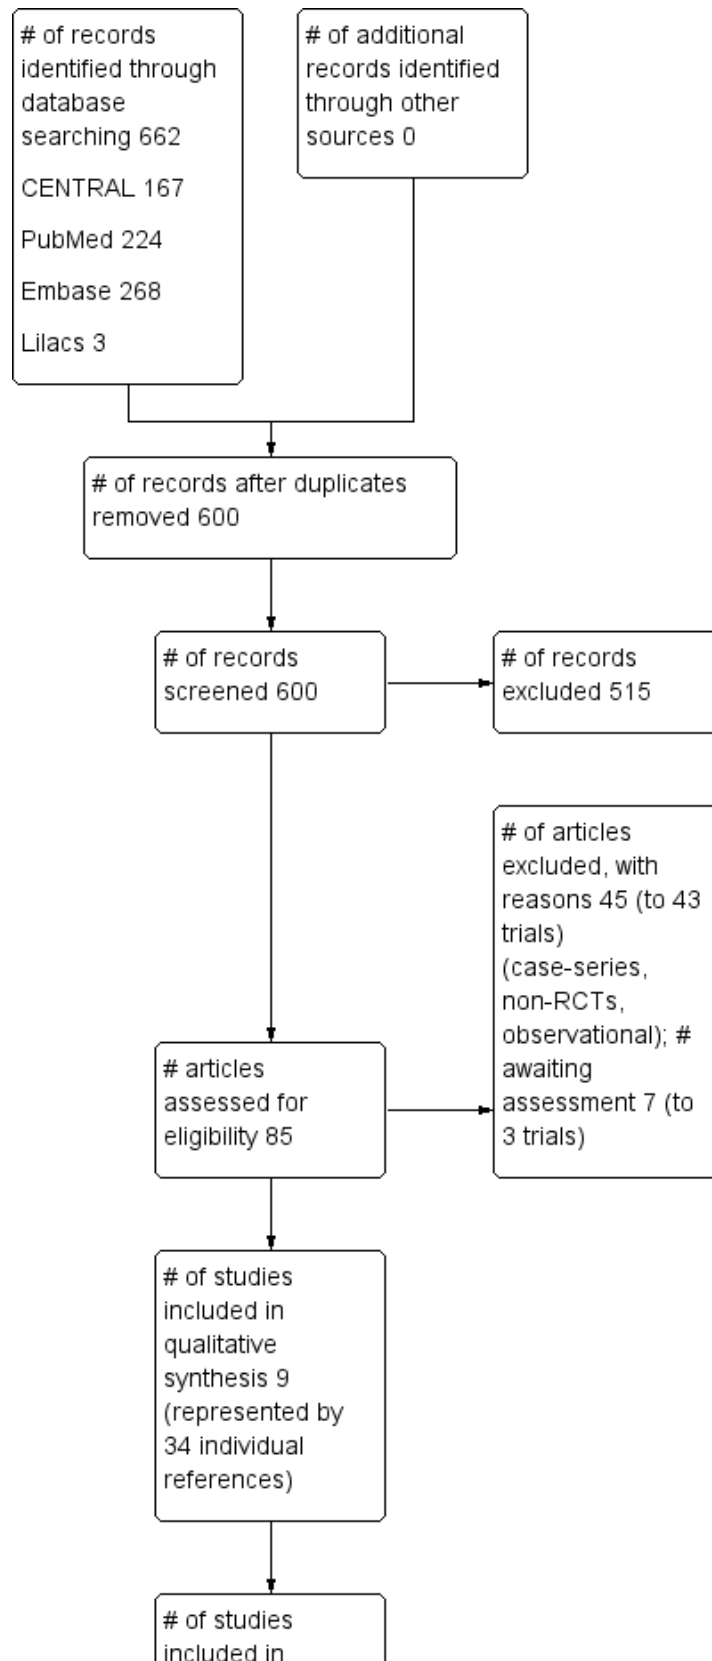 # of records
identified through
database
searching 662
CENTRAL 167
PubMed 224
Embase 268
Lilacs 3
# of additional
records identified
through other
sources 0
# of records after duplicates
removed 600
# of records
screened 600
# of records
excluded 515
# of articles
excluded, with
reasons 45 (to 43
trials)
(case-series,
non-RCTs,
observational); #
awaiting
assessment 7 (to
3 trials)
# articles
assessed for
eligibility 85
# of studies
included in
qualitative
synthesis 9
(represented by
34 individual
references)
# of studies
included in